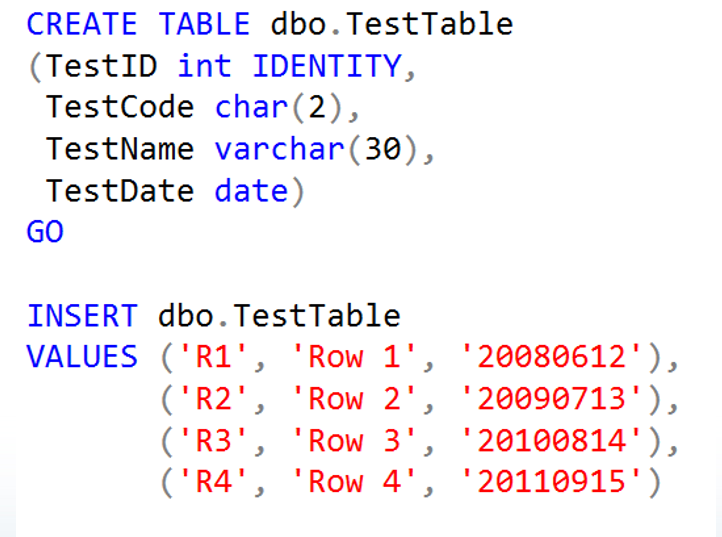 CREATE TABLE dbo.TestTable
(TestID int IDENTITY,
TestCode char(2),
TestName varchar(30),
TestDate date)
GO
INSERT dbo.TestTable
VALUES ('R1', 'Row 1', '20080612'),
('R2', 'Row 2', '20090713'),
('R3', 'Row 3', '20100814'),
('R4', 'Row 4', '20110915')